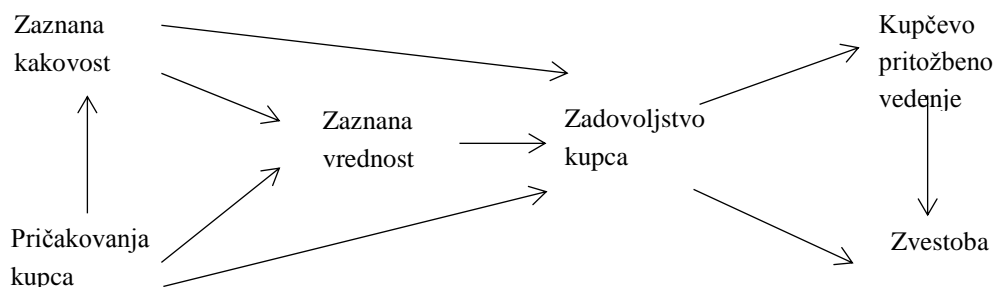 Zaznana
kakovost
Kupčevo
pritožbeno
vedenje
Zaznana
vrednost
Zadovoljstvo
kupca
Pričakovanja
kupca
Zvestoba